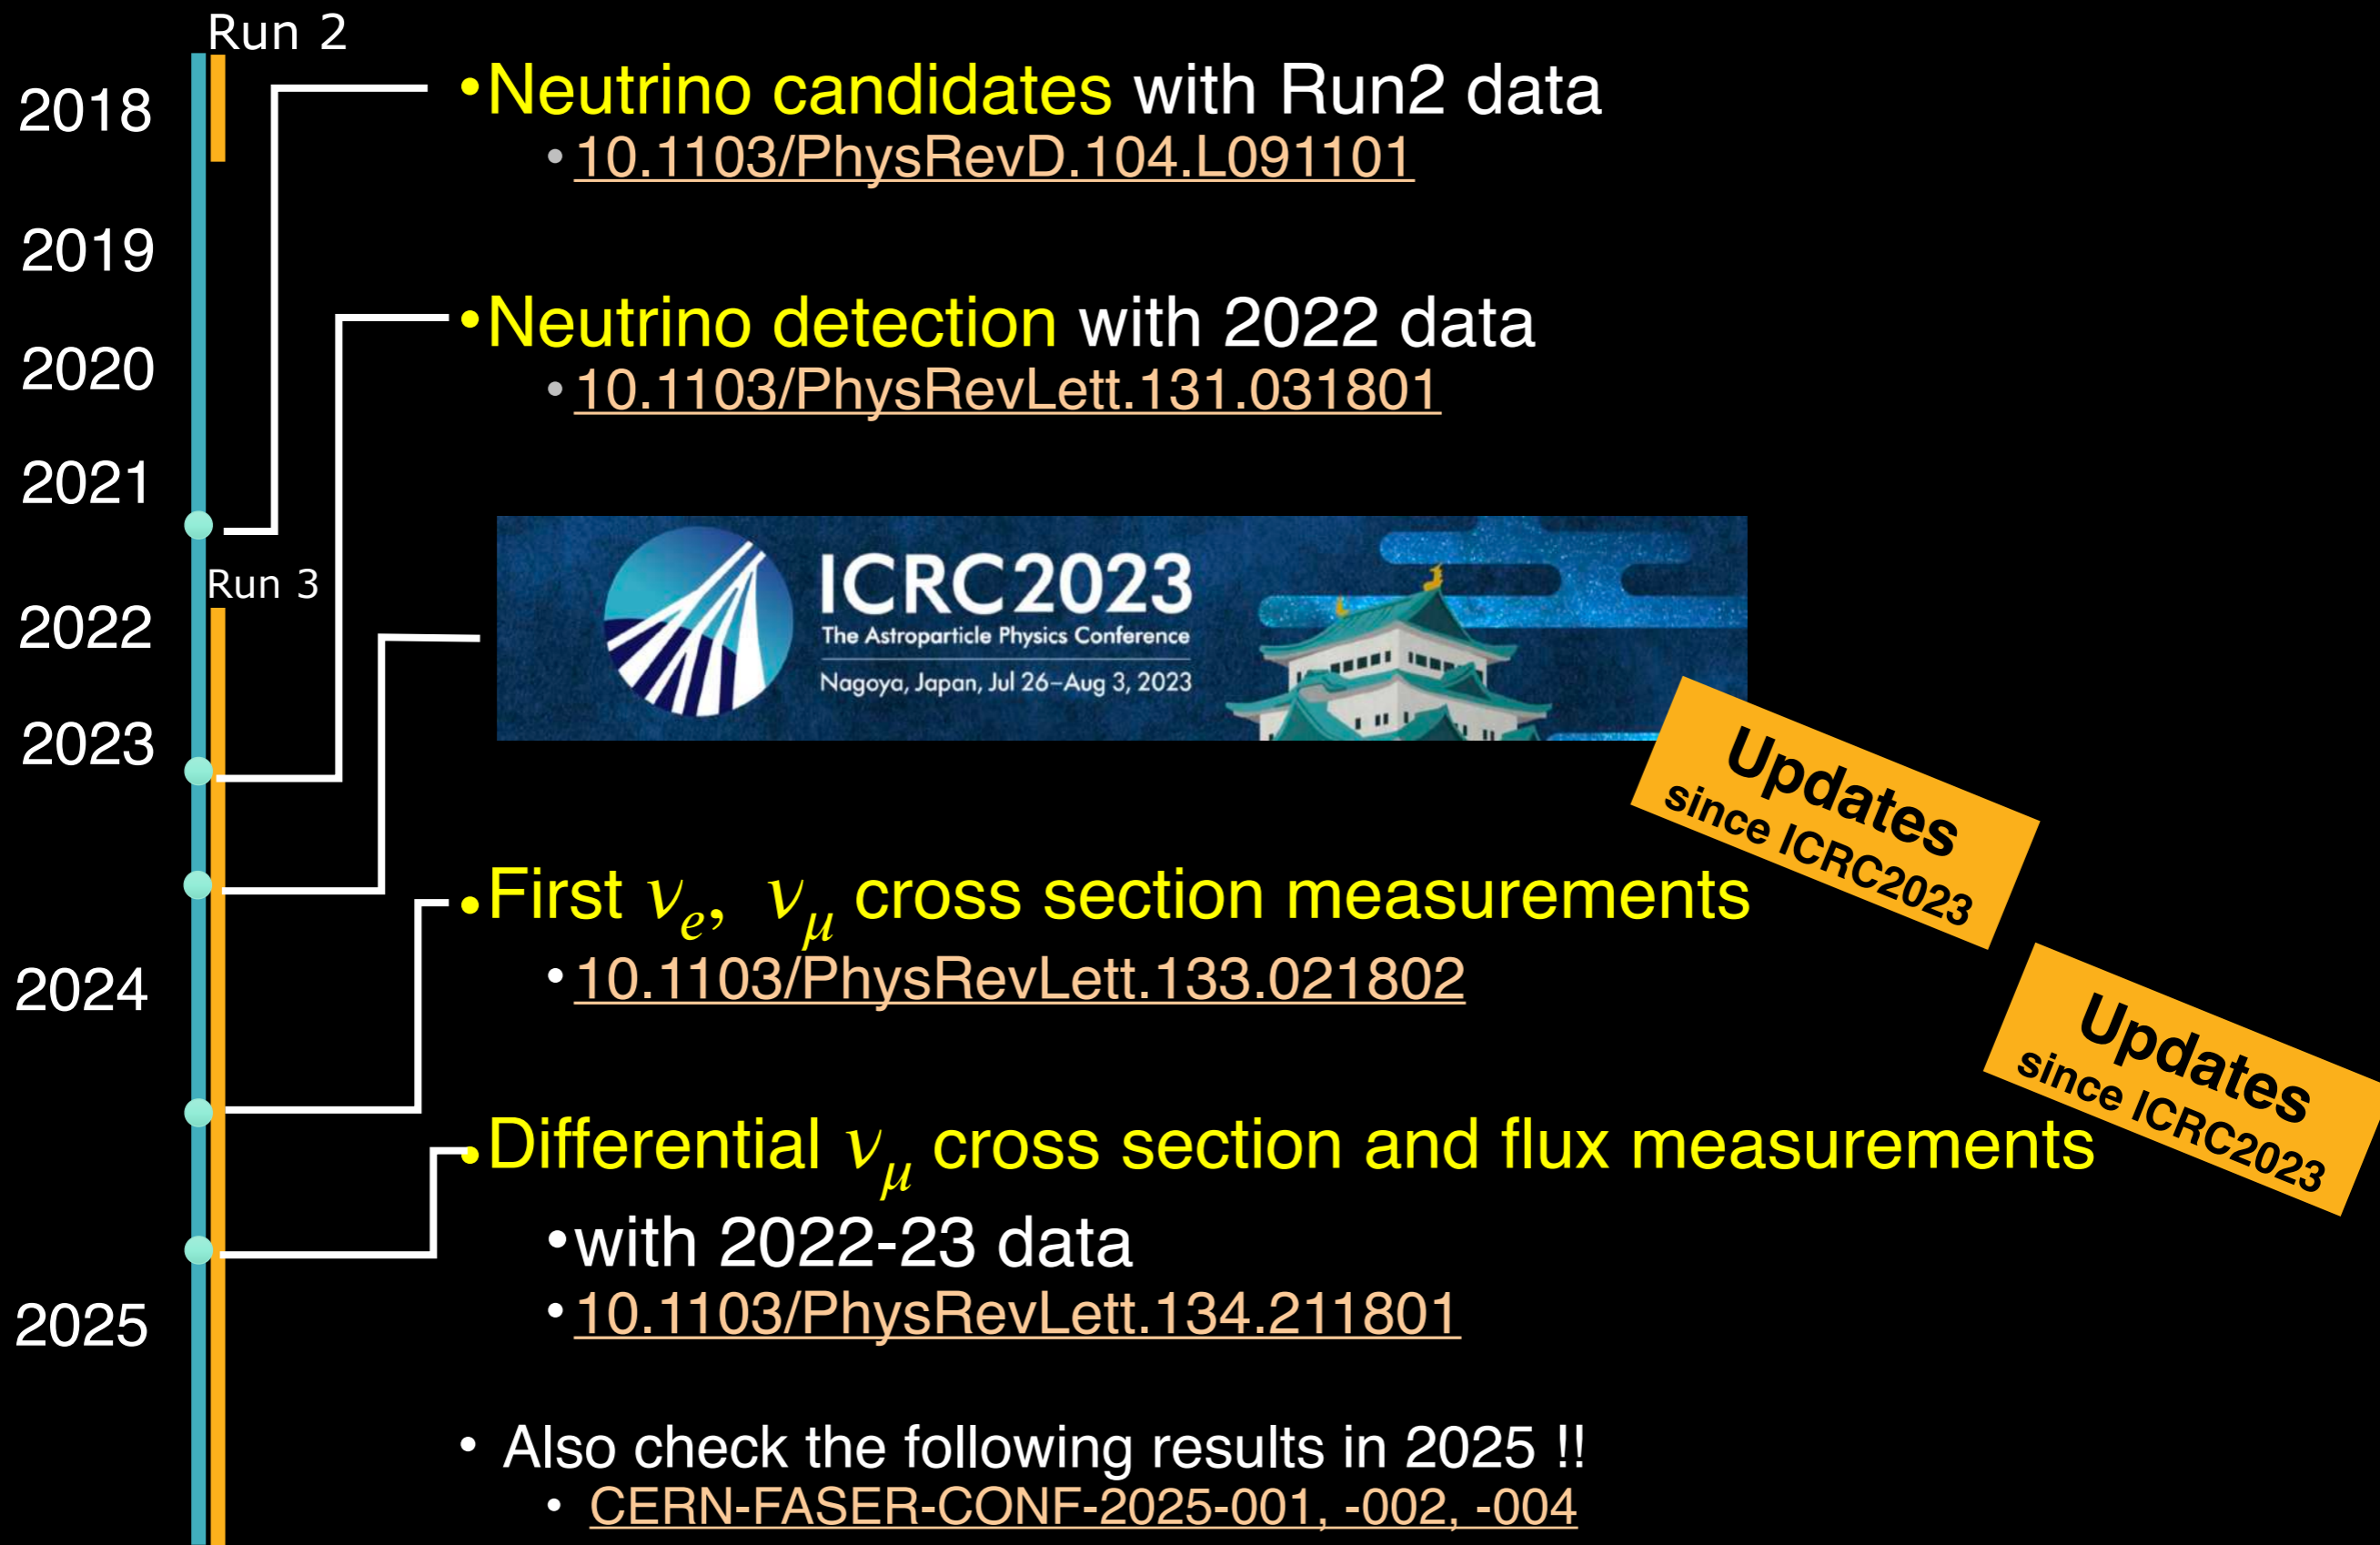 Run 2
2018
2019
2020
2021
Run 3
2022
2023
2024
2025
•Neutrino candidates with Run2 data
•10.1103/PhysRevD.104.L091101
•Neutrino detection with 2022 data
•10.1103/PhysRevLett.131.031801
ICRC2023
The Astroparticle Physics Conference
Nagoya, Japan, Jul 26–Aug 3, 2023
Updates
since ICRC2023
•First νe, νμ cross section measurements
•10.1103/PhysRevLett.133.021802
Updates
since ICRC2023
•Differential νμ cross section and flux measurements
•with 2022-23 data
•10.1103/PhysRevLett.134.211801
• Also check the following results in 2025 !!
• CERN-FASER-CONF-2025-001, -002, -004